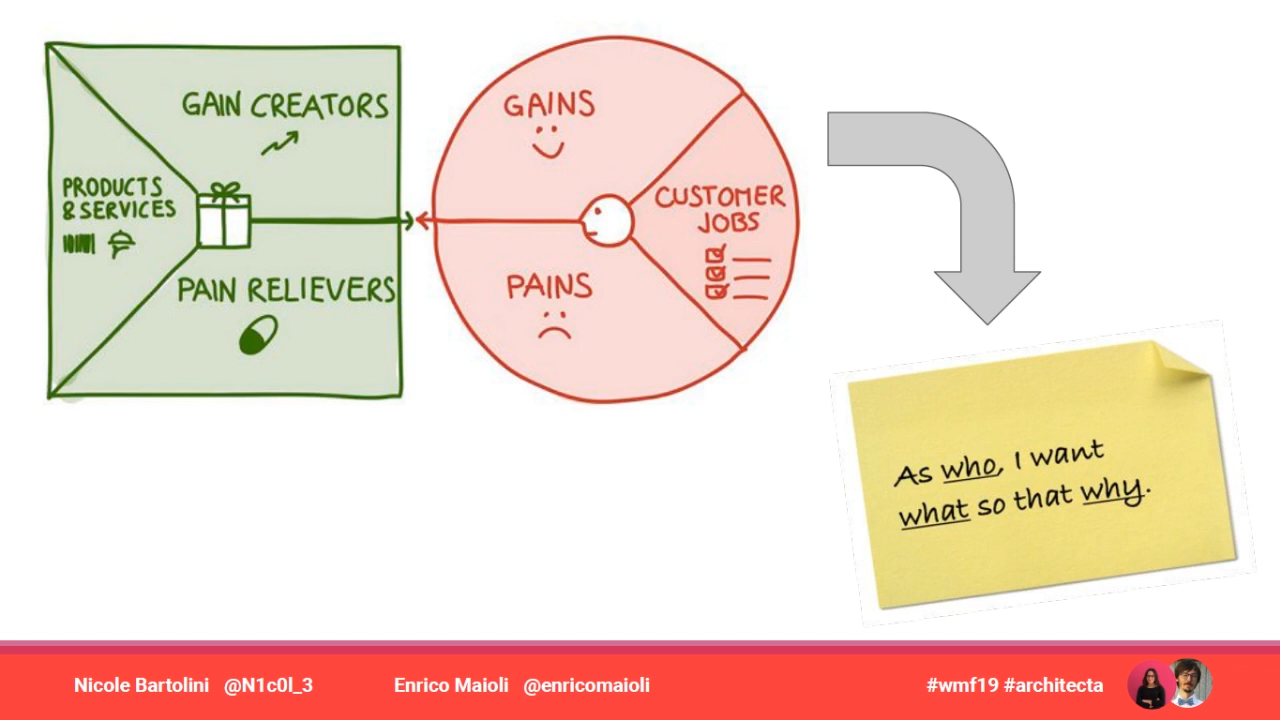 GAIN CREATORS
PRODUCTS
& SERVICES
PAIN RELIEVERS
GAINS
CUSTOMER
JOBS
PAINS
As who, I want
what so that why.
Nicole Bartolini @N1c0l_3 Enrico Maioli @enricomaioli #wmf19 #architecta